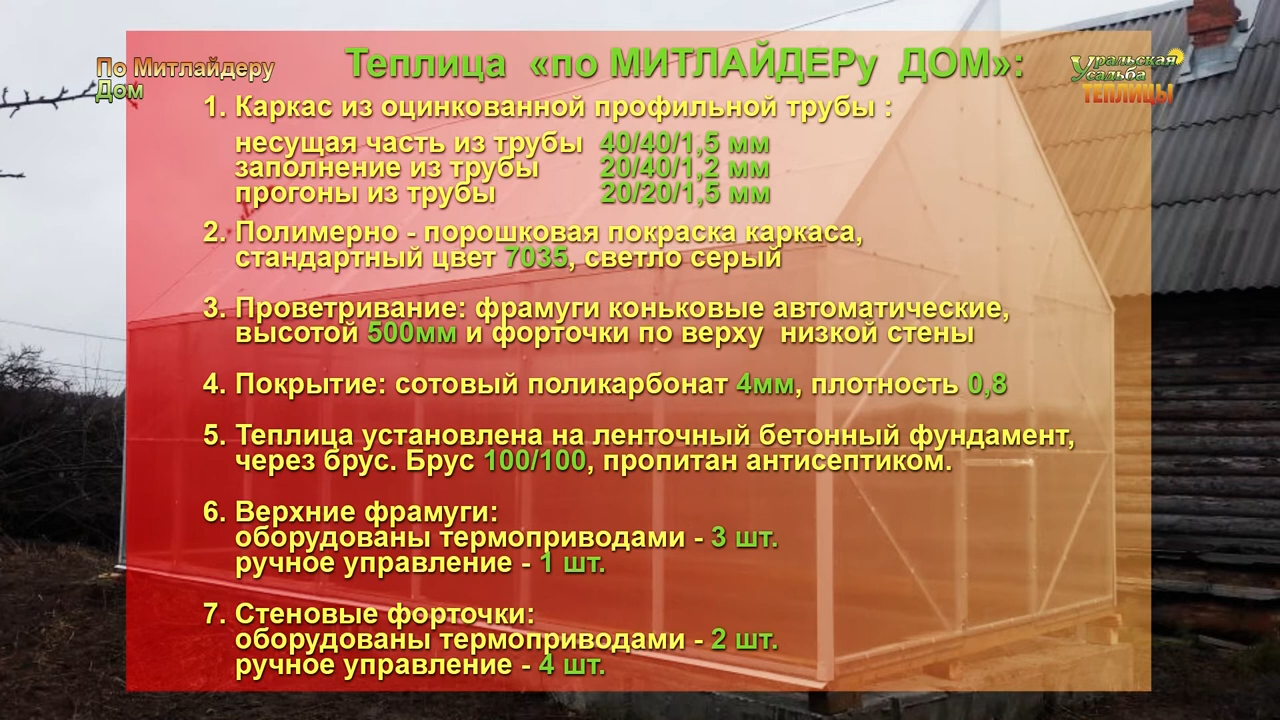 По Митлайдеру
Дом
Теплица «по МИТЛАЙДЕРу ДОМ»:
Уральская
Усадьба
ТЕПЛИЦЫ
1. Каркас из оцинкованной профильной трубы :
несущая часть из трубы 40/40/1,5 мм
заполнение из трубы 20/40/1,2 мм
прогоны из трубы 20/20/1,5 мм
2. Полимерно - порошковая покраска каркаса,
стандартный цвет 7035, светло серый
3. Проветривание: фрамуги коньковые автоматические,
высотой 500мм и форточки по верху низкой стены
4. Покрытие: сотовый поликарбонат 4мм, плотность 0,8
5. Теплица установлена на ленточный бетонный фундамент,
через брус. Брус 100/100, пропитан антисептиком.
6. Верхние фрамуги:
оборудованы термоприводами - 3 шт.
ручное управление - 1 шт.
7. Стеновые форточки:
оборудованы термоприводами - 2 шт.
ручное управление - 4 шт.